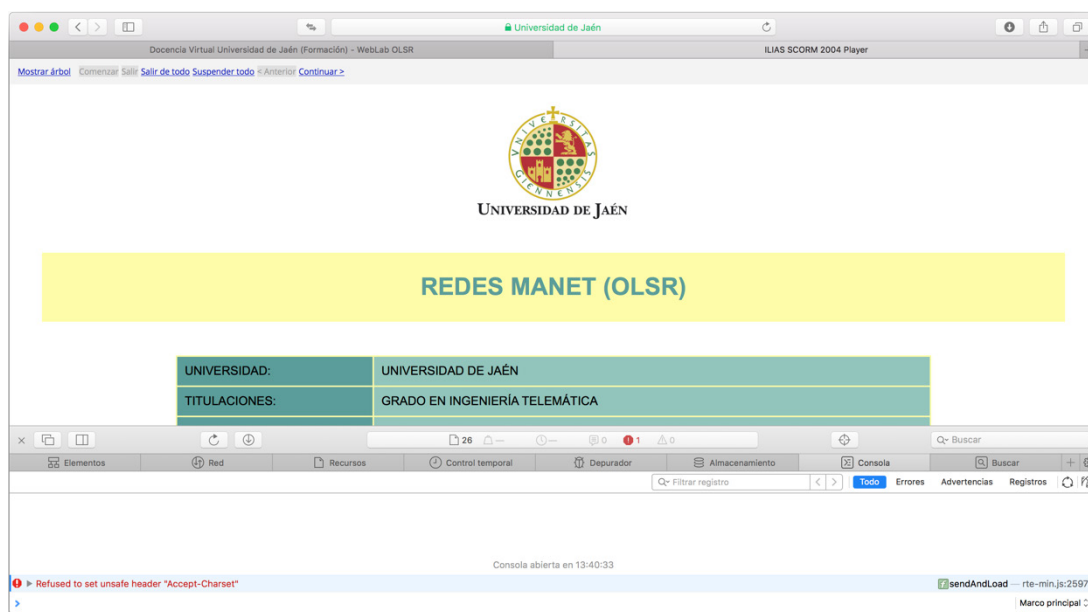 Universidad de Jaén
Docencia Virtual Universidad de Jaén (Formación) - WebLab OLSR
ILIAS SCORM 2004 Player
Mostrar árbol Comenzar Salir Salir de todo Suspender todo < Anterior Continuar >
UNIVERSITAS GIENNENSIS
UNIVERSIDAD DE JAÉN
REDES MANET (OLSR)
UNIVERSIDAD: UNIVERSIDAD DE JAÉN
TITULACIONES: GRADO EN INGENIERÍA TELEMÁTICA
26 — — 0 1 0 Buscar
Elementos Red Recursos Control temporal Depurador Almacenamiento Consola Buscar
Filtrar registro Todo Errores Advertencias Registros
Consola abierta en 13:40:33
Refused to set unsafe header "Accept-Charset" f sendAndLoad — rte-min.js:2597
Marco principal